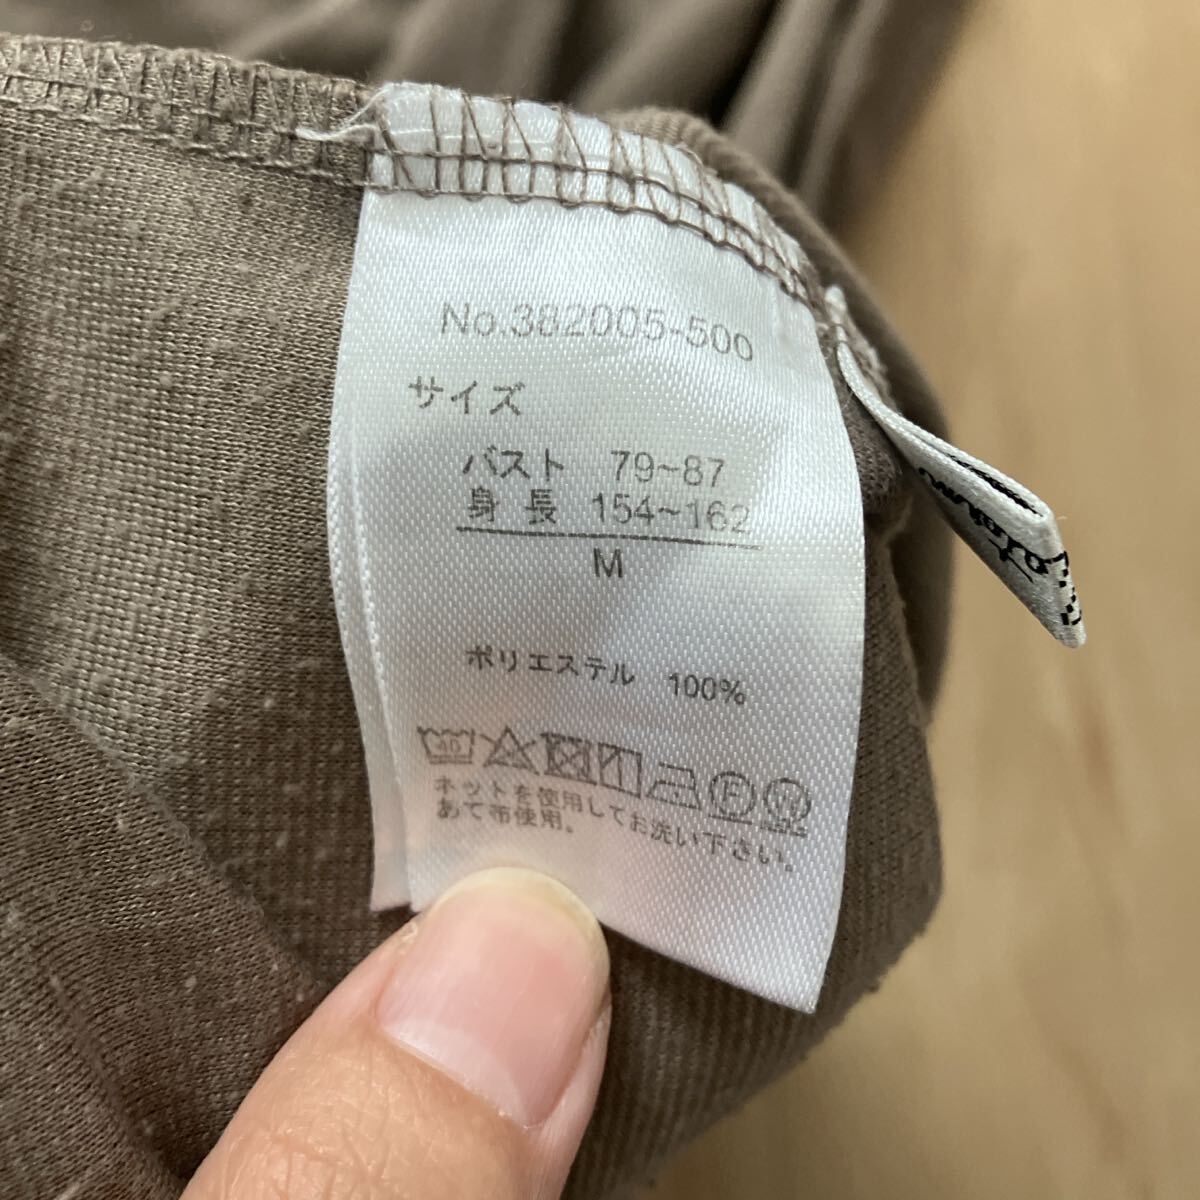 No.382005-500
サイズ
バスト 79~87
身長 154~162
M
ポリエステル 100%
40 F W
ネットを使用してお洗い下さい。
あて布使用。